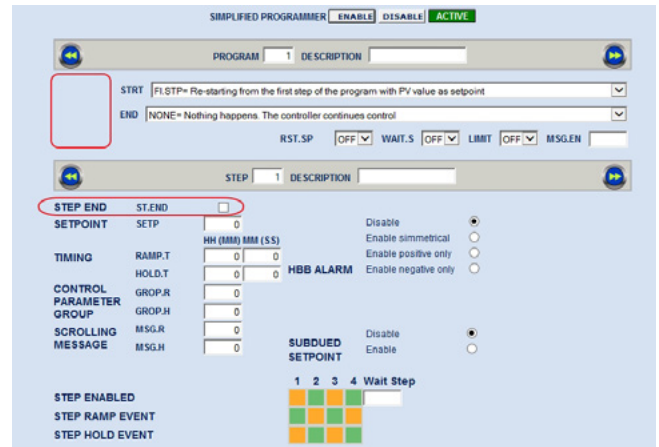 SIMPLIFIED PROGRAMMER ENABLE DISABLE ACTIVE
PROGRAM 1 DESCRIPTION
STRT FI.STP= Re-starting from the first step of the program with PV value as setpoint
END NONE= Nothing happens. The controller continues control
RST.SP OFF WAIT.S OFF LIMIT OFF MSG.EN
STEP 1 DESCRIPTION
STEP END ST.END
SETPOINT SETP 0
HH (MM) MM (SS)
TIMING RAMP.T 0 0
HOLD.T 0 0
CONTROL PARAMETER GROUP
GROP.R 0
GROP.H 0
SCROLLING MESSAGE
MSG.R 0
MSG.H 0
HBB ALARM
Disable
Enable simmetrical
Enable positive only
Enable negative only
SUBDUED SETPOINT
Disable
Enable
1 2 3 4 Wait Step
STEP ENABLED
STEP RAMP EVENT
STEP HOLD EVENT